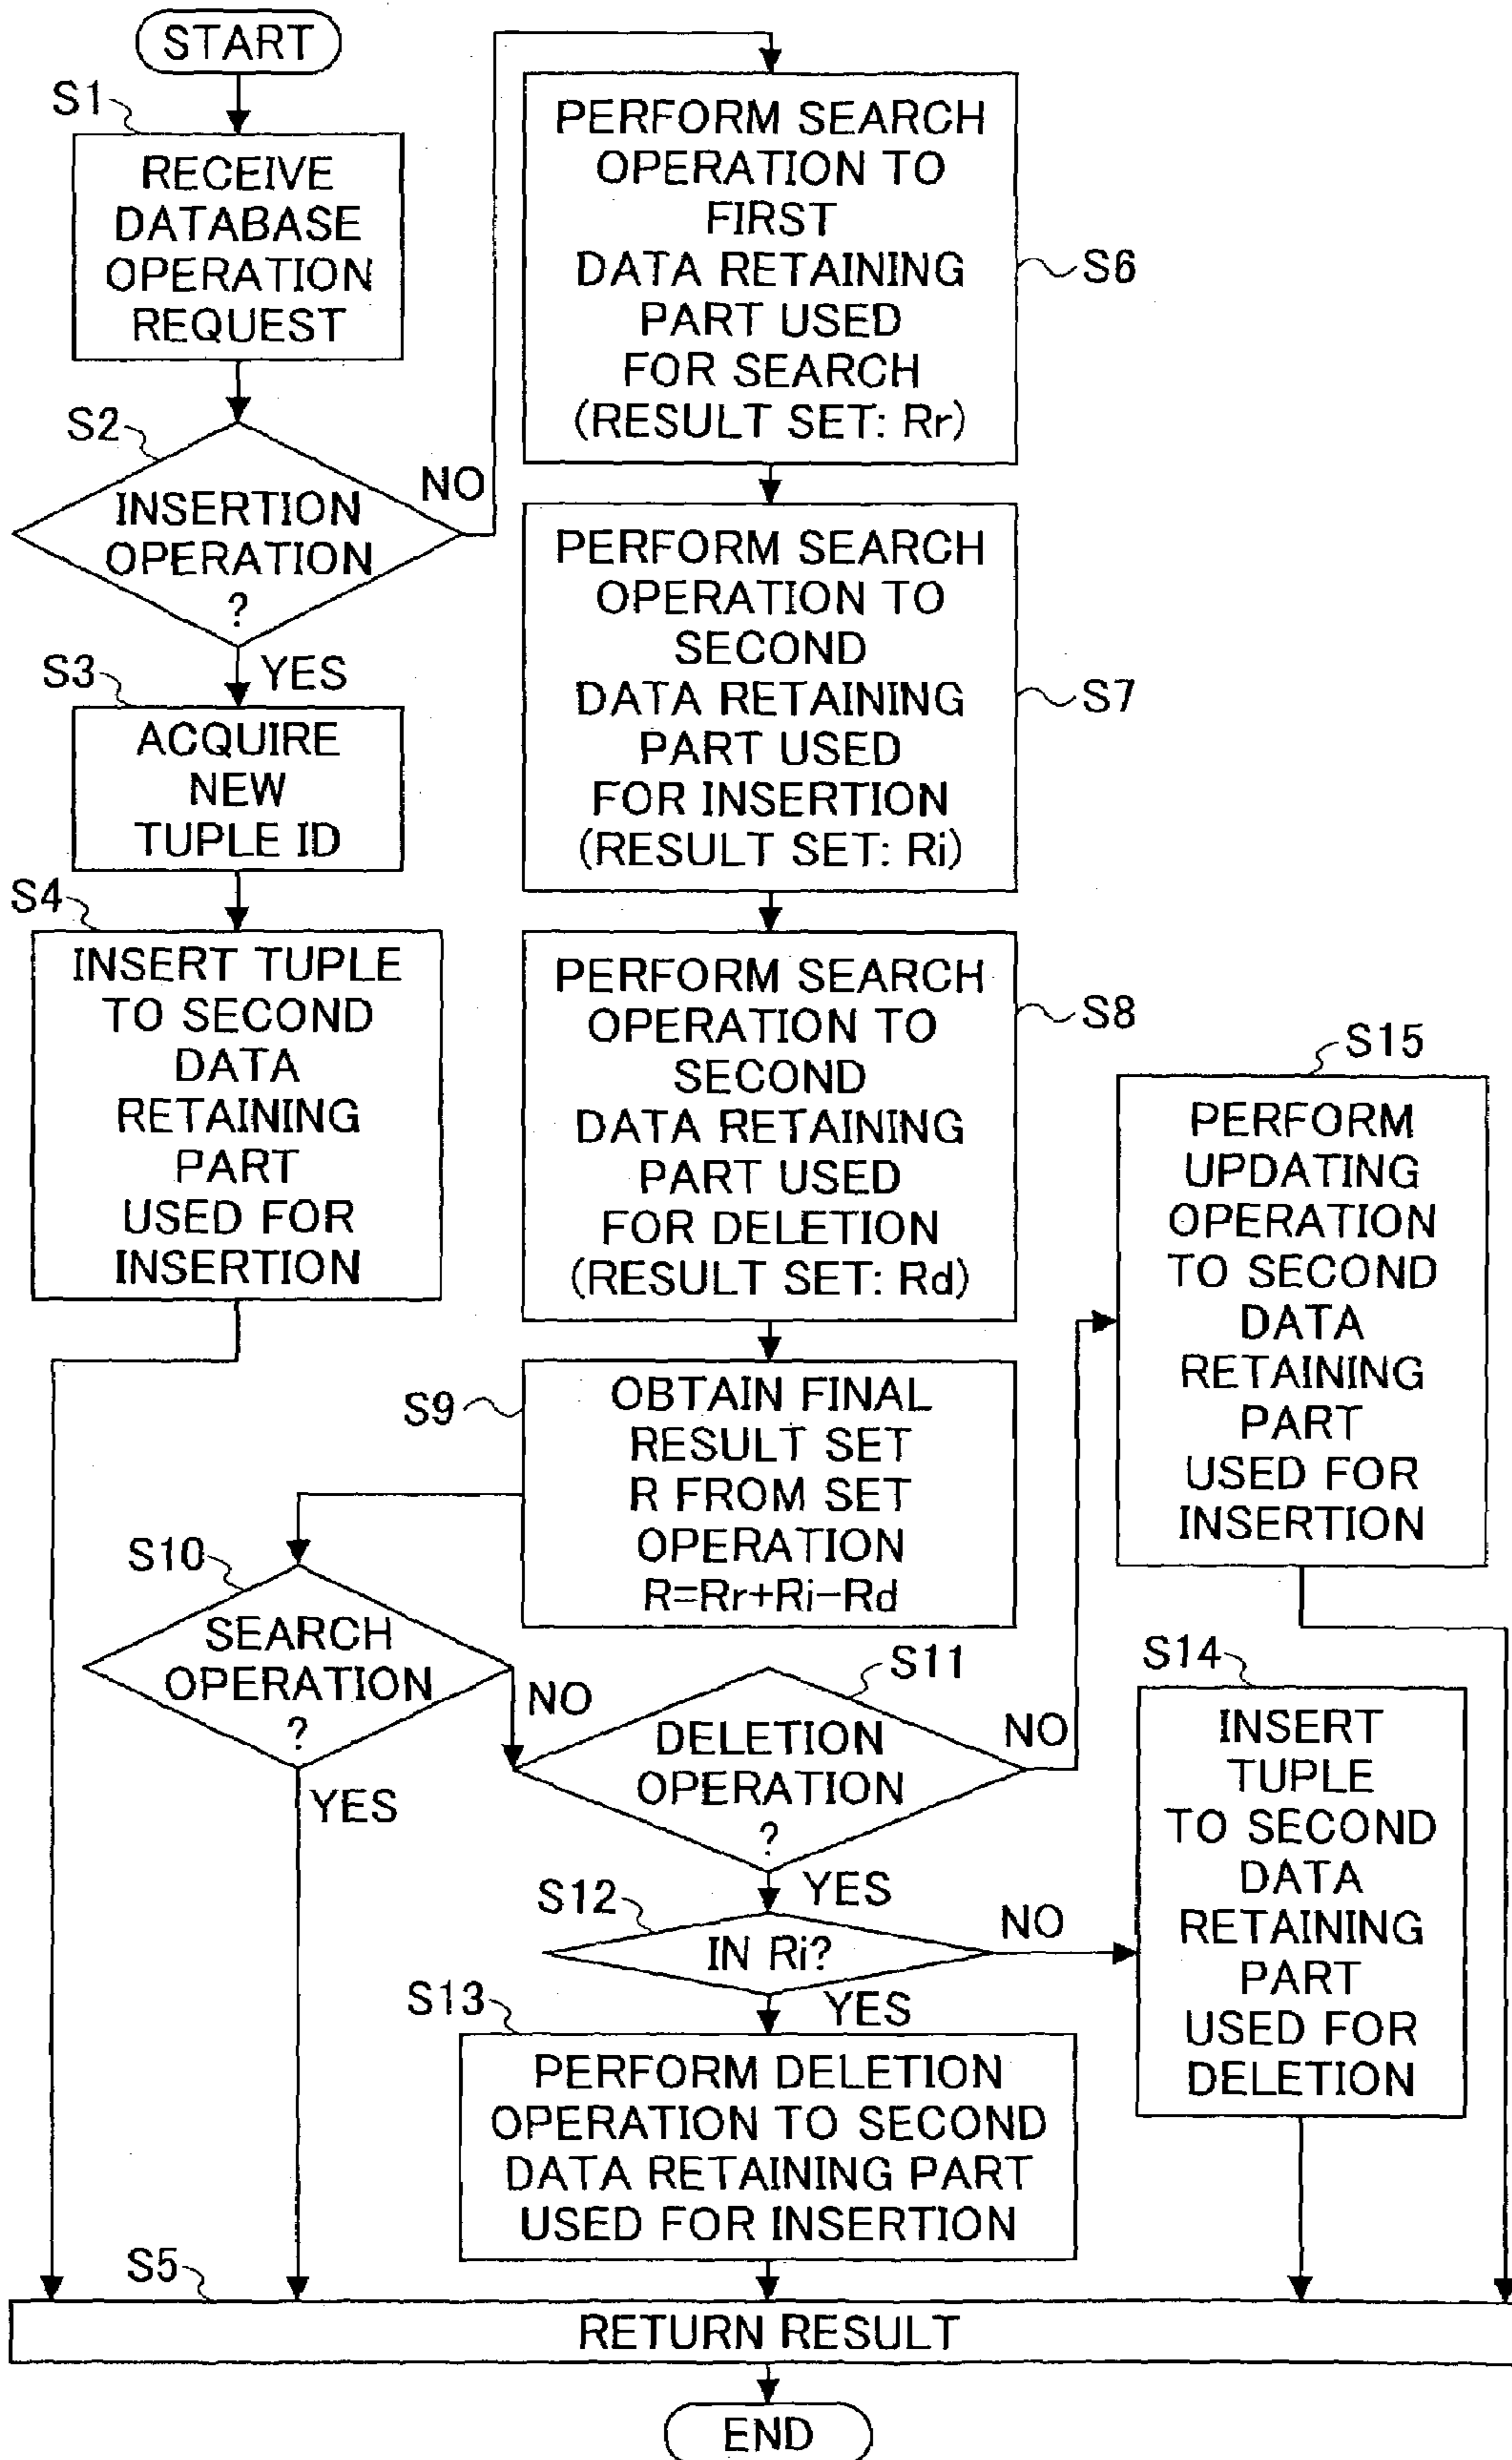 START
S1
RECEIVE
DATABASE
OPERATION
REQUEST
S2
INSERTION
OPERATION
?
NO
YES
S3
ACQUIRE
NEW
TUPLE ID
S4
INSERT TUPLE
TO SECOND
DATA
RETAINING
PART
USED FOR
INSERTION
PERFORM SEARCH
OPERATION TO
FIRST
DATA RETAINING
PART USED
FOR SEARCH
(RESULT SET: Rr)
S6
PERFORM SEARCH
OPERATION TO
SECOND
DATA RETAINING
PART USED
FOR INSERTION
(RESULT SET: Ri)
S7
PERFORM SEARCH
OPERATION TO
SECOND
DATA RETAINING
PART USED
FOR DELETION
(RESULT SET: Rd)
S8
S9
OBTAIN FINAL
RESULT SET
R FROM SET
OPERATION
R=Rr+Ri-Rd
S10
SEARCH
OPERATION
?
NO
YES
S11
DELETION
OPERATION
?
NO
YES
S12
IN Ri?
NO
YES
S13
PERFORM DELETION
OPERATION TO SECOND
DATA RETAINING PART
USED FOR INSERTION
S14
INSERT
TUPLE
TO SECOND
DATA
RETAINING
PART
USED FOR
DELETION
S15
PERFORM
UPDATING
OPERATION
TO SECOND
DATA
RETAINING
PART
USED FOR
INSERTION
S5
RETURN RESULT
END